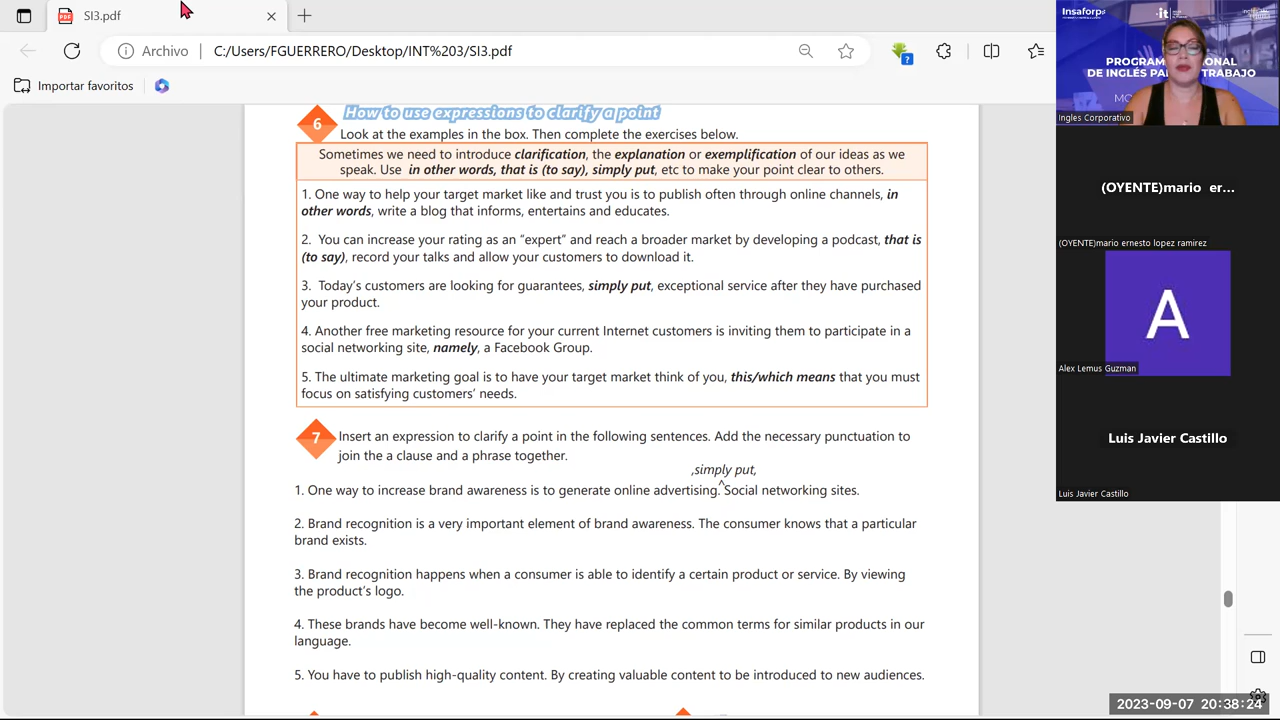 SI3.pdf
Archivo
C:/Users/FGUERRERO/Desktop/INT%203/SI3.pdf
Importar favoritos
6
How to use expressions to clarify a point
Look at the examples in the box. Then complete the exercises below.
Sometimes we need to introduce clarification, the explanation or exemplification of our ideas as we
speak. Use in other words, that is (to say), simply put, etc to make your point clear to others.
1. One way to help your target market like and trust you is to publish often through online channels, in
other words, write a blog that informs, entertains and educates.
2. You can increase your rating as an “expert” and reach a broader market by developing a podcast, that is
(to say), record your talks and allow your customers to download it.
3. Today’s customers are looking for guarantees, simply put, exceptional service after they have purchased
your product.
4. Another free marketing resource for your current Internet customers is inviting them to participate in a
social networking site, namely, a Facebook Group.
5. The ultimate marketing goal is to have your target market think of you, this/which means that you must
focus on satisfying customers’ needs.
7
Insert an expression to clarify a point in the following sentences. Add the necessary punctuation to
join the a clause and a phrase together.
,simply put,
1. One way to increase brand awareness is to generate online advertising.^Social networking sites.
2. Brand recognition is a very important element of brand awareness. The consumer knows that a particular
brand exists.
3. Brand recognition happens when a consumer is able to identify a certain product or service. By viewing
the product’s logo.
4. These brands have become well-known. They have replaced the common terms for similar products in our
language.
5. You have to publish high-quality content. By creating valuable content to be introduced to new audiences.
Insaforp
it
PROGRAM ONAL
DE INGLÉS PA TRABAJO
MO
Ingles Corporativo
(OYENTE)mario er...
(OYENTE)mario ernesto lopez ramirez
A
Alex Lemus Guzman
Luis Javier Castillo
Luis Javier Castillo
2023-09-07 20:38:24